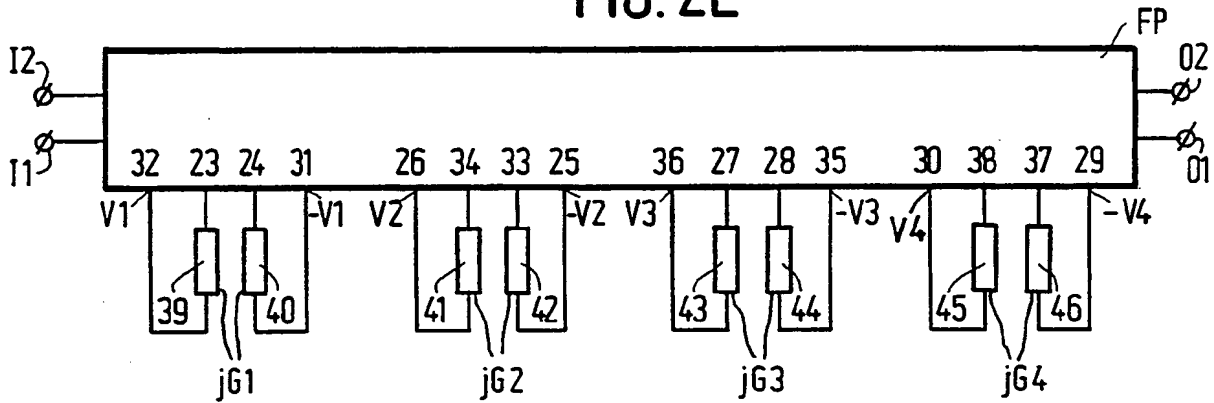 FIG. 2E
FP
I2
O2
I1
O1
32 23 24 31 26 34 33 25 36 27 28 35 30 38 37 29
V1 -V1 V2 -V2 V3 -V3 V4 -V4
39 40 41 42 43 44 45 46
jG1 jG2 jG3 jG4